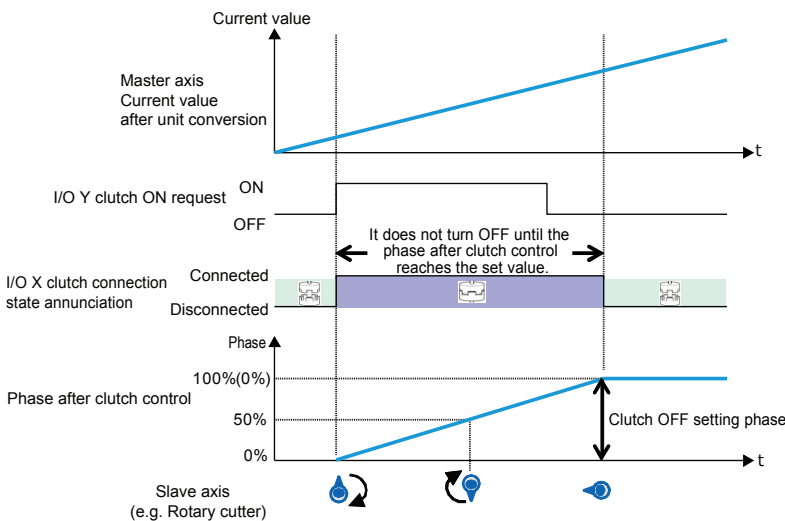 Current value
Master axis
Current value
after unit conversion
t
I/O Y clutch ON request
ON
OFF
It does not turn OFF until the
phase after clutch control
reaches the set value.
I/O X clutch connection
state annunciation
Connected
Disconnected
Phase
100%(0%)
Phase after clutch control
50%
Clutch OFF setting phase
0%
t
Slave axis
(e.g. Rotary cutter)